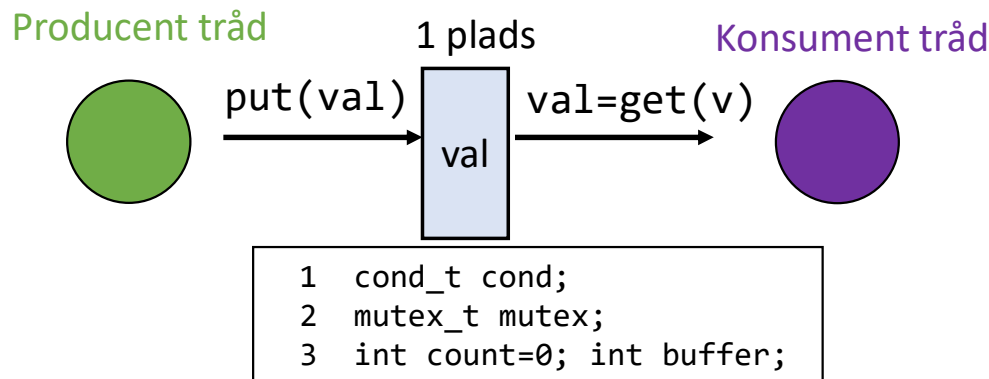 Producent tråd
1 plads
Konsument tråd
put(val)
val
val=get(v)
1 cond_t cond;
2 mutex_t mutex;
3 int count=0; int buffer;